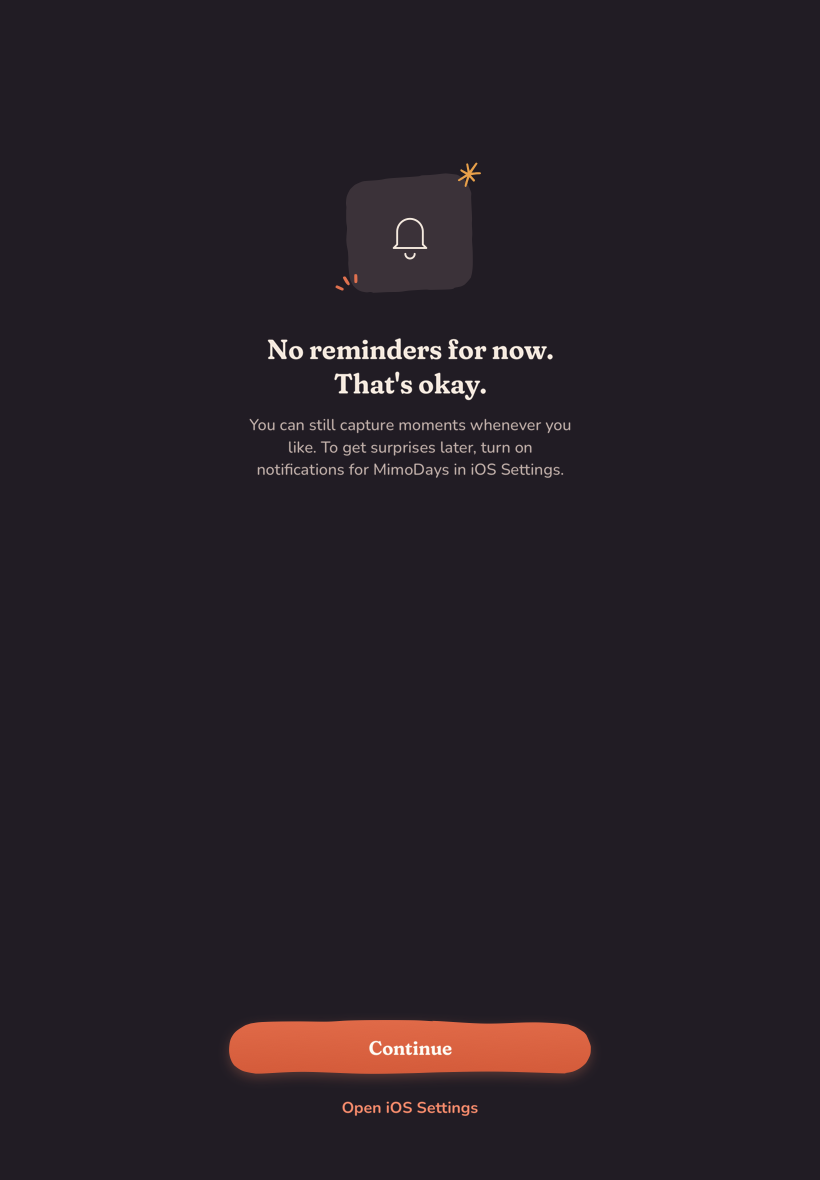 No reminders for now.
That's okay.
You can still capture moments whenever you
like. To get surprises later, turn on
notifications for MimoDays in iOS Settings.
Continue
Open iOS Settings